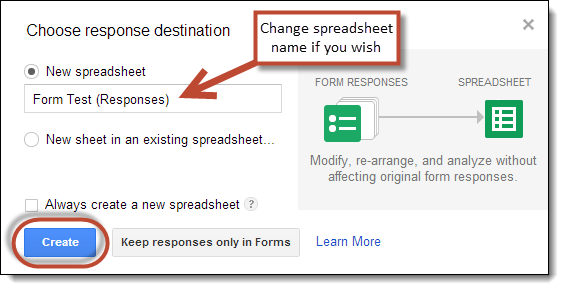 Choose response destination
Change spreadsheet
name if you wish
New spreadsheet
Form Test (Responses)
New sheet in an existing spreadsheet...
Always create a new spreadsheet ?
Create
Keep responses only in Forms
Learn More
FORM RESPONSES
SPREADSHEET
Modify, re-arrange, and analyze without
affecting original form responses.